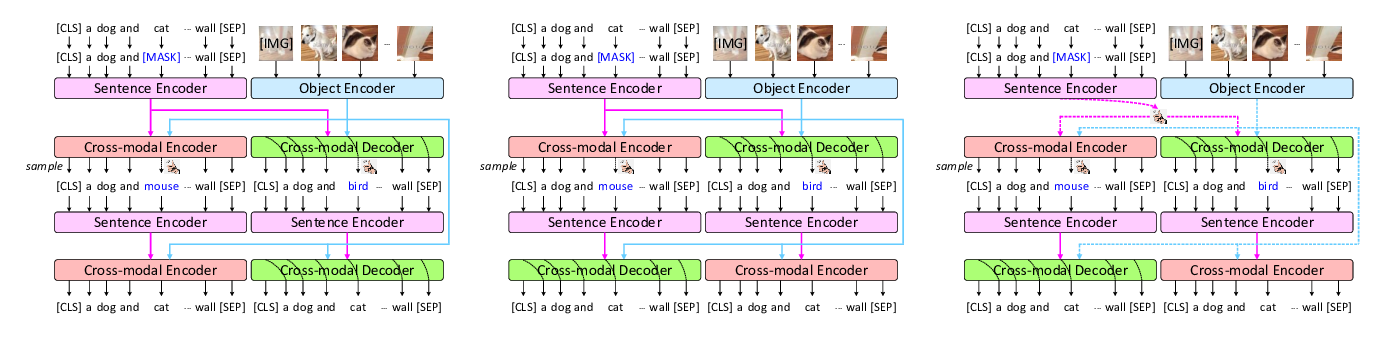 [CLS] a dog and cat ... wall [SEP]
[CLS] a dog and [MASK] ... wall [SEP]
[IMG] ...
Sentence Encoder Object Encoder
Cross-modal Encoder Cross-modal Decoder
sample
[CLS] a dog and mouse ... wall [SEP] [CLS] a dog and bird ... wall [SEP]
Sentence Encoder Sentence Encoder
Cross-modal Encoder Cross-modal Decoder
[CLS] a dog and cat ... wall [SEP] [CLS] a dog and cat ... wall [SEP]
[CLS] a dog and cat ... wall [SEP]
[CLS] a dog and [MASK] ... wall [SEP]
[IMG] ...
Sentence Encoder Object Encoder
Cross-modal Encoder Cross-modal Decoder
sample
[CLS] a dog and mouse ... wall [SEP] [CLS] a dog and bird ... wall [SEP]
Sentence Encoder Sentence Encoder
Cross-modal Decoder Cross-modal Encoder
[CLS] a dog and cat ... wall [SEP] [CLS] a dog and cat ... wall [SEP]
[CLS] a dog and cat ... wall [SEP]
[CLS] a dog and [MASK] ... wall [SEP]
[IMG] ...
Sentence Encoder Object Encoder
Cross-modal Encoder Cross-modal Decoder
sample
[CLS] a dog and mouse ... wall [SEP] [CLS] a dog and bird ... wall [SEP]
Sentence Encoder Sentence Encoder
Cross-modal Decoder Cross-modal Encoder
[CLS] a dog and cat ... wall [SEP] [CLS] a dog and cat ... wall [SEP]